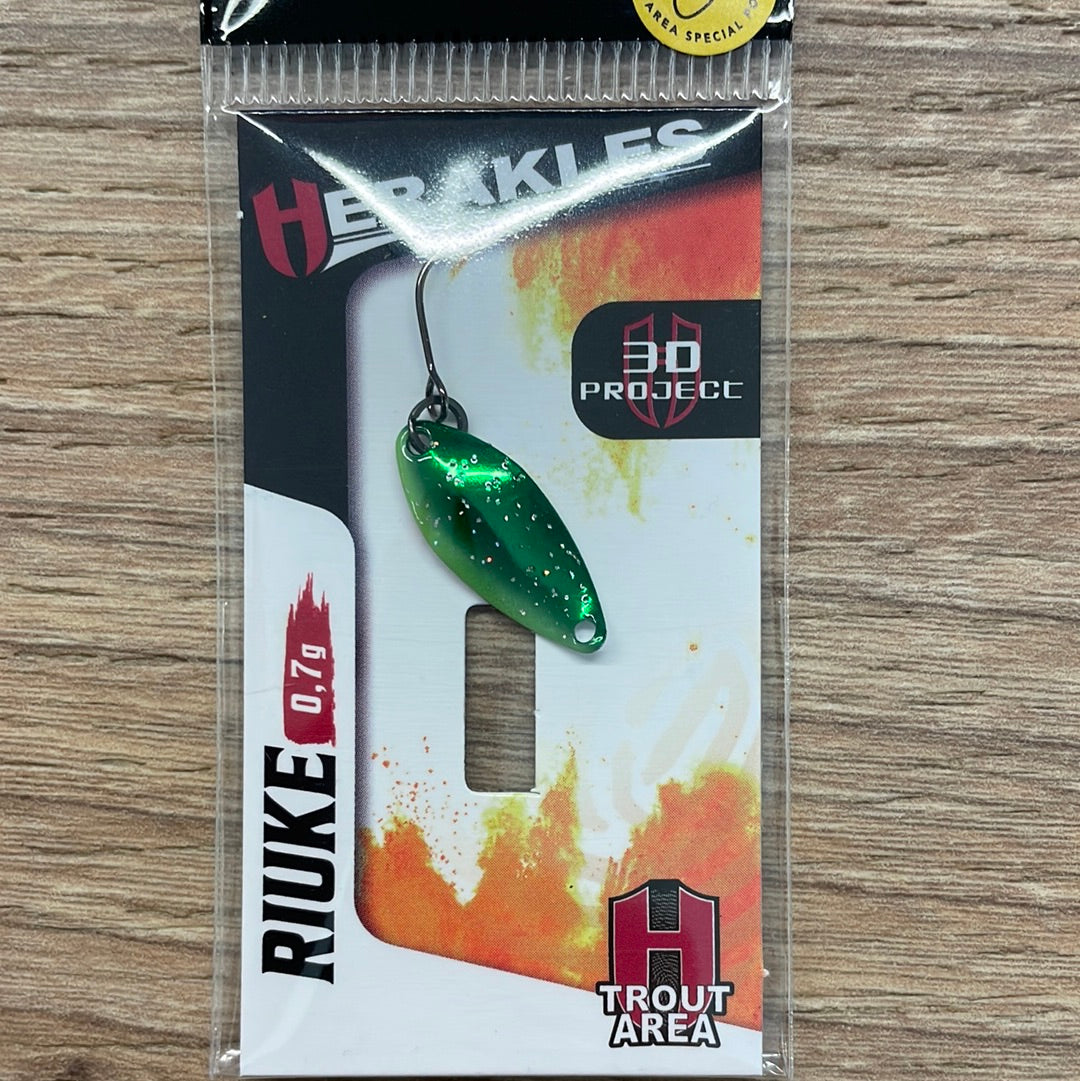 AREA SPECIAL
HERAKLES
3D
PROJECT
0,7g
RIUKE
TROUT
AREA